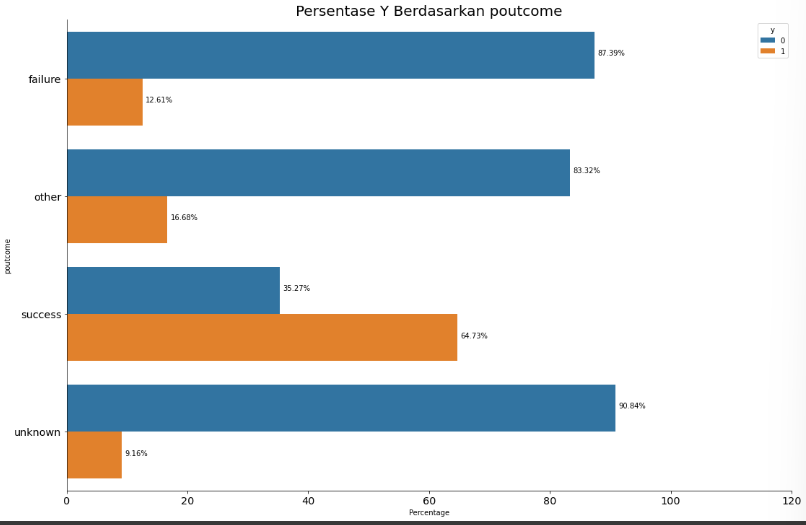 Persentase Y Berdasarkan poutcome
y
0
1
failure
87.39%
12.61%
other
83.32%
16.68%
poutcome
success
35.27%
64.73%
unknown
90.84%
9.16%
0 20 40 60 80 100 120
Percentage